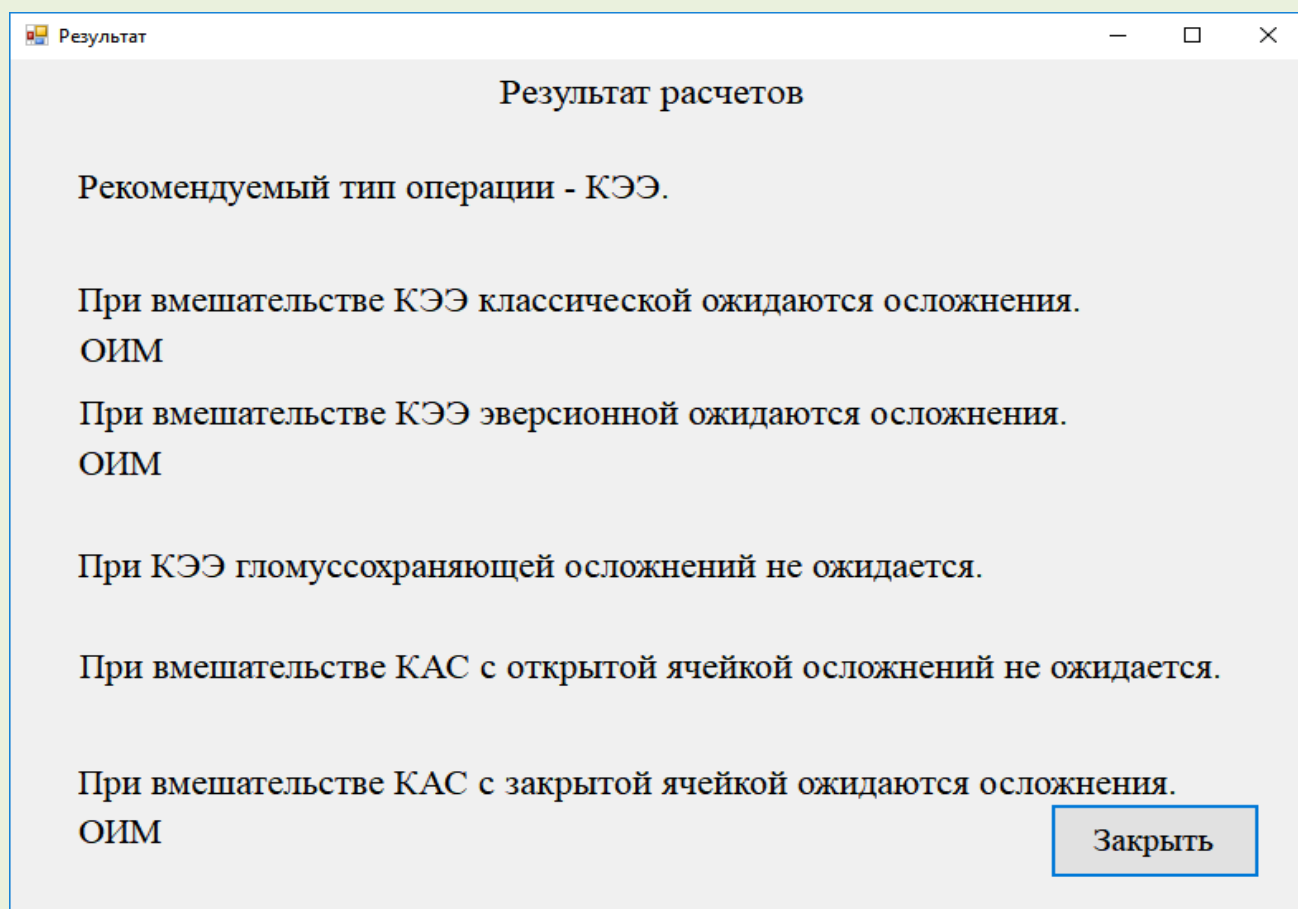 Результат
Результат расчетов
Рекомендуемый тип операции - КЭЭ.
При вмешательстве КЭЭ классической ожидаются осложнения.
ОИМ
При вмешательстве КЭЭ эверсионной ожидаются осложнения.
ОИМ
При КЭЭ гломуссохраняющей осложнений не ожидается.
При вмешательстве КАС с открытой ячейкой осложнений не ожидается.
При вмешательстве КАС с закрытой ячейкой ожидаются осложнения.
ОИМ
Закрыть